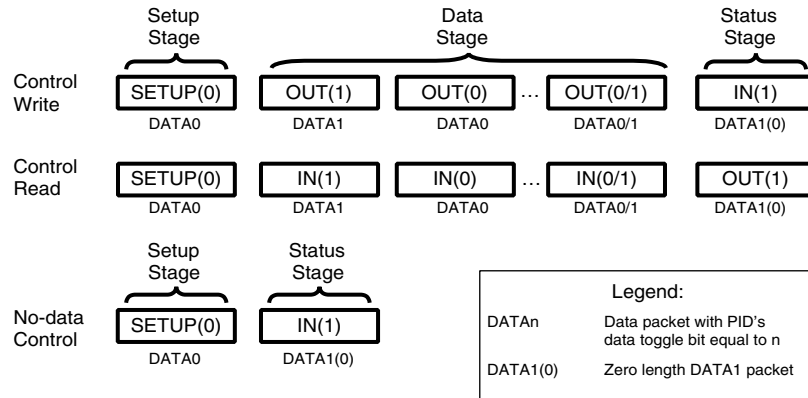 Setup Stage
Data Stage
Status Stage
Control Write
SETUP(0) OUT(1) OUT(0) ... OUT(0/1) IN(1)
DATA0 DATA1 DATA0 DATA0/1 DATA1(0)
Control Read
SETUP(0) IN(1) IN(0) ... IN(0/1) OUT(1)
DATA0 DATA1 DATA0 DATA0/1 DATA1(0)
Setup Stage
Status Stage
No-data Control
SETUP(0) IN(1)
DATA0 DATA1(0)
Legend:
DATAn Data packet with PID's
data toggle bit equal to n
DATA1(0) Zero length DATA1 packet